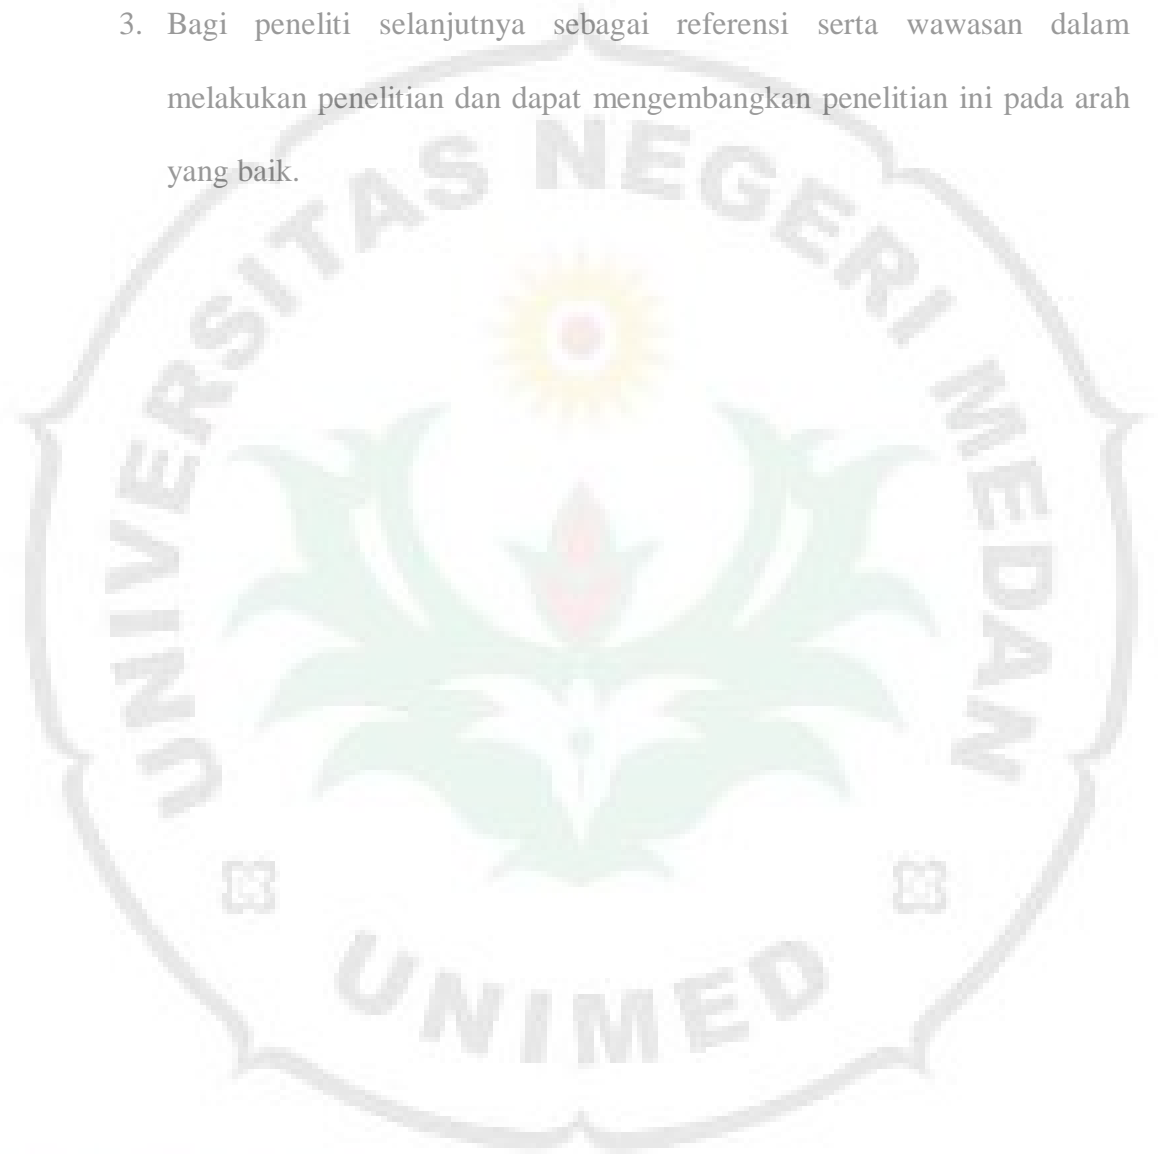 3. Bagi peneliti selanjutnya sebagai referensi serta wawasan dalam
melakukan penelitian dan dapat mengembangkan penelitian ini pada arah
yang baik.
UNIVERSITAS NEGERI MEDAN
UNIMED